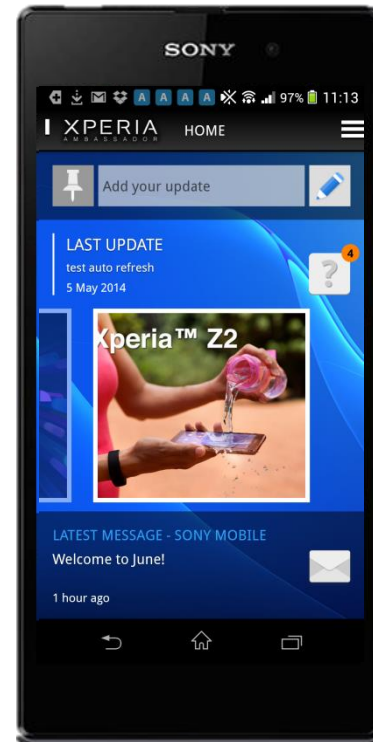 SONY
A A A A 97% 11:13
XPERIA HOME
AMBASSADOR
Add your update
LAST UPDATE
4
?
test auto refresh
5 May 2014
Xperia™ Z2
LATEST MESSAGE - SONY MOBILE
Welcome to June!
1 hour ago